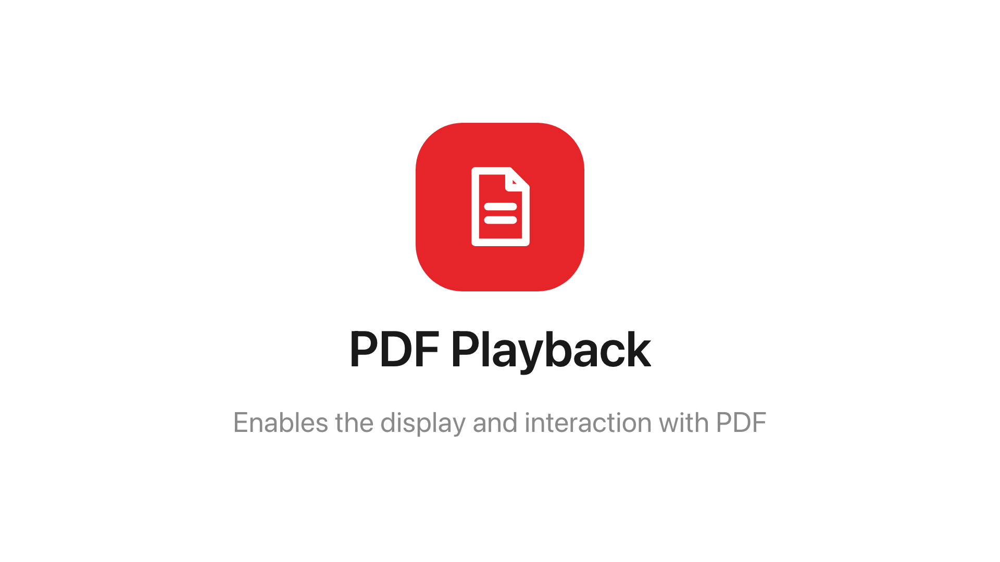 PDF Playback
Enables the display and interaction with PDF